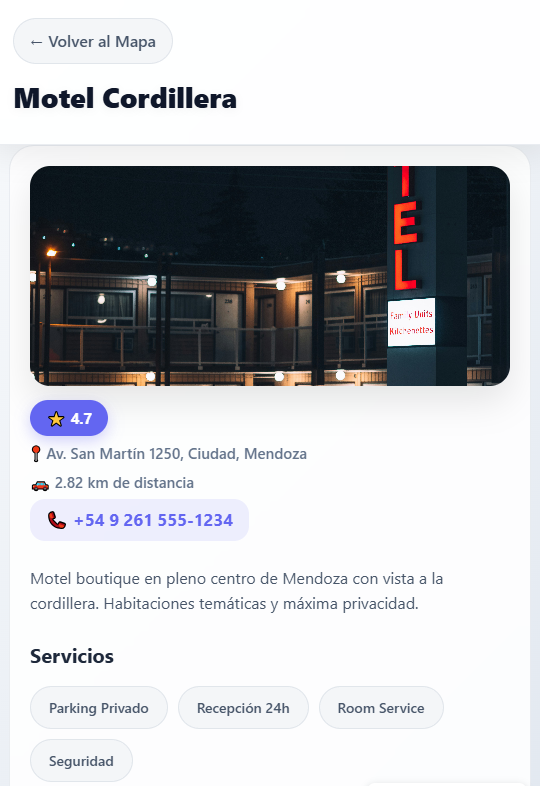 ← Volver al Mapa
Motel Cordillera
E
L
Family Units
Kitchenettes
⭐ 4.7
📍 Av. San Martín 1250, Ciudad, Mendoza
🚗 2.82 km de distancia
📞 +54 9 261 555-1234
Motel boutique en pleno centro de Mendoza con vista a la
cordillera. Habitaciones temáticas y máxima privacidad.
Servicios
Parking Privado
Recepción 24h
Room Service
Seguridad